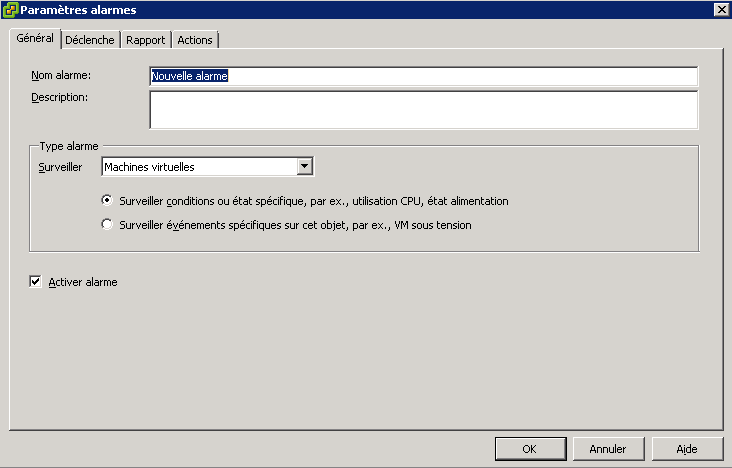 Paramètres alarmes
Général Déclenche Rapport Actions
Nom alarme: Nouvelle alarme
Description:
Type alarme
Surveiller Machines virtuelles
Surveiller conditions ou état spécifique, par ex., utilisation CPU, état alimentation
Surveiller événements spécifiques sur cet objet, par ex., VM sous tension
Activer alarme
OK Annuler Aide